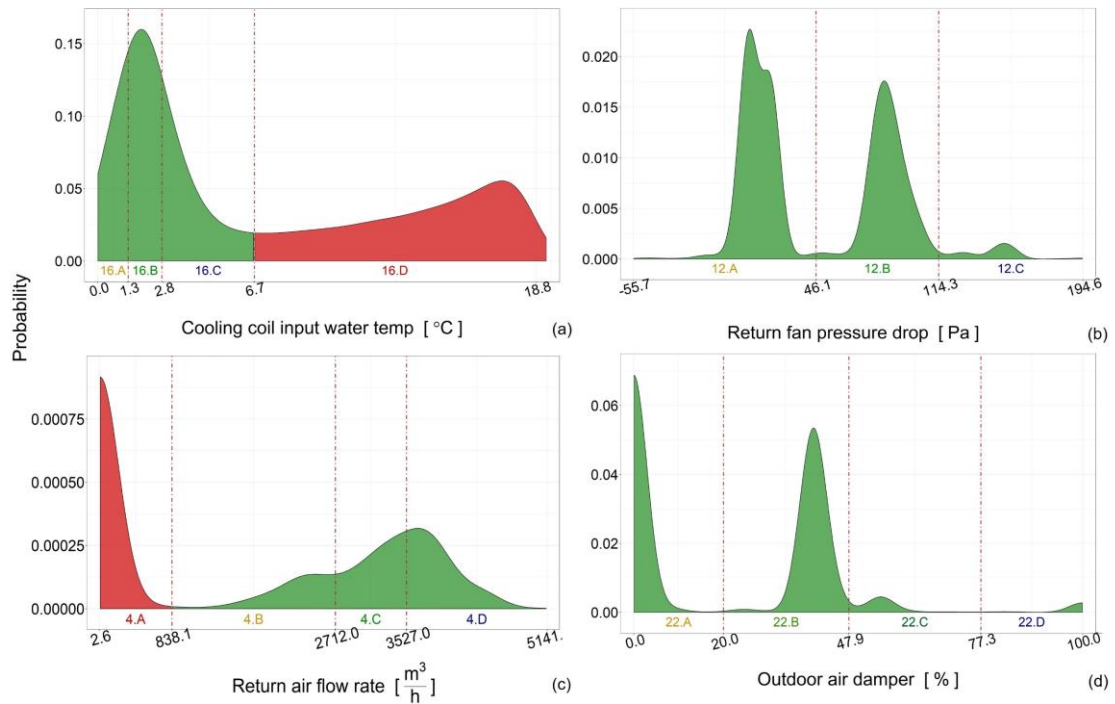 Probability
0.15
0.10
0.05
0.00
16.A 16.B 16.C 16.D
0.0 1.3 2.8 6.7 18.8
Cooling coil input water temp [ °C ] (a)
0.020
0.015
0.010
0.005
0.000
12.A 12.B 12.C
-55.7 46.1 114.3 194.6
Return fan pressure drop [ Pa ] (b)
0.00075
0.00050
0.00025
0.00000
4.A 4.B 4.C 4.D
2.6 838.1 2712.0 3527.0 5141.
Return air flow rate [ m³/h ] (c)
0.06
0.04
0.02
0.00
22.A 22.B 22.C 22.D
0.0 20.0 47.9 77.3 100.0
Outdoor air damper [ % ] (d)